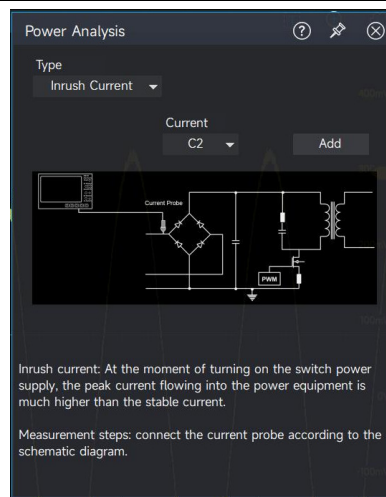 Power Analysis
Type
Inrush Current
Current
C2
Add
Current Probe
PWM
Inrush current: At the moment of turning on the switch power
supply, the peak current flowing into the power equipment is
much higher than the stable current.
Measurement steps: connect the current probe according to the
schematic diagram.